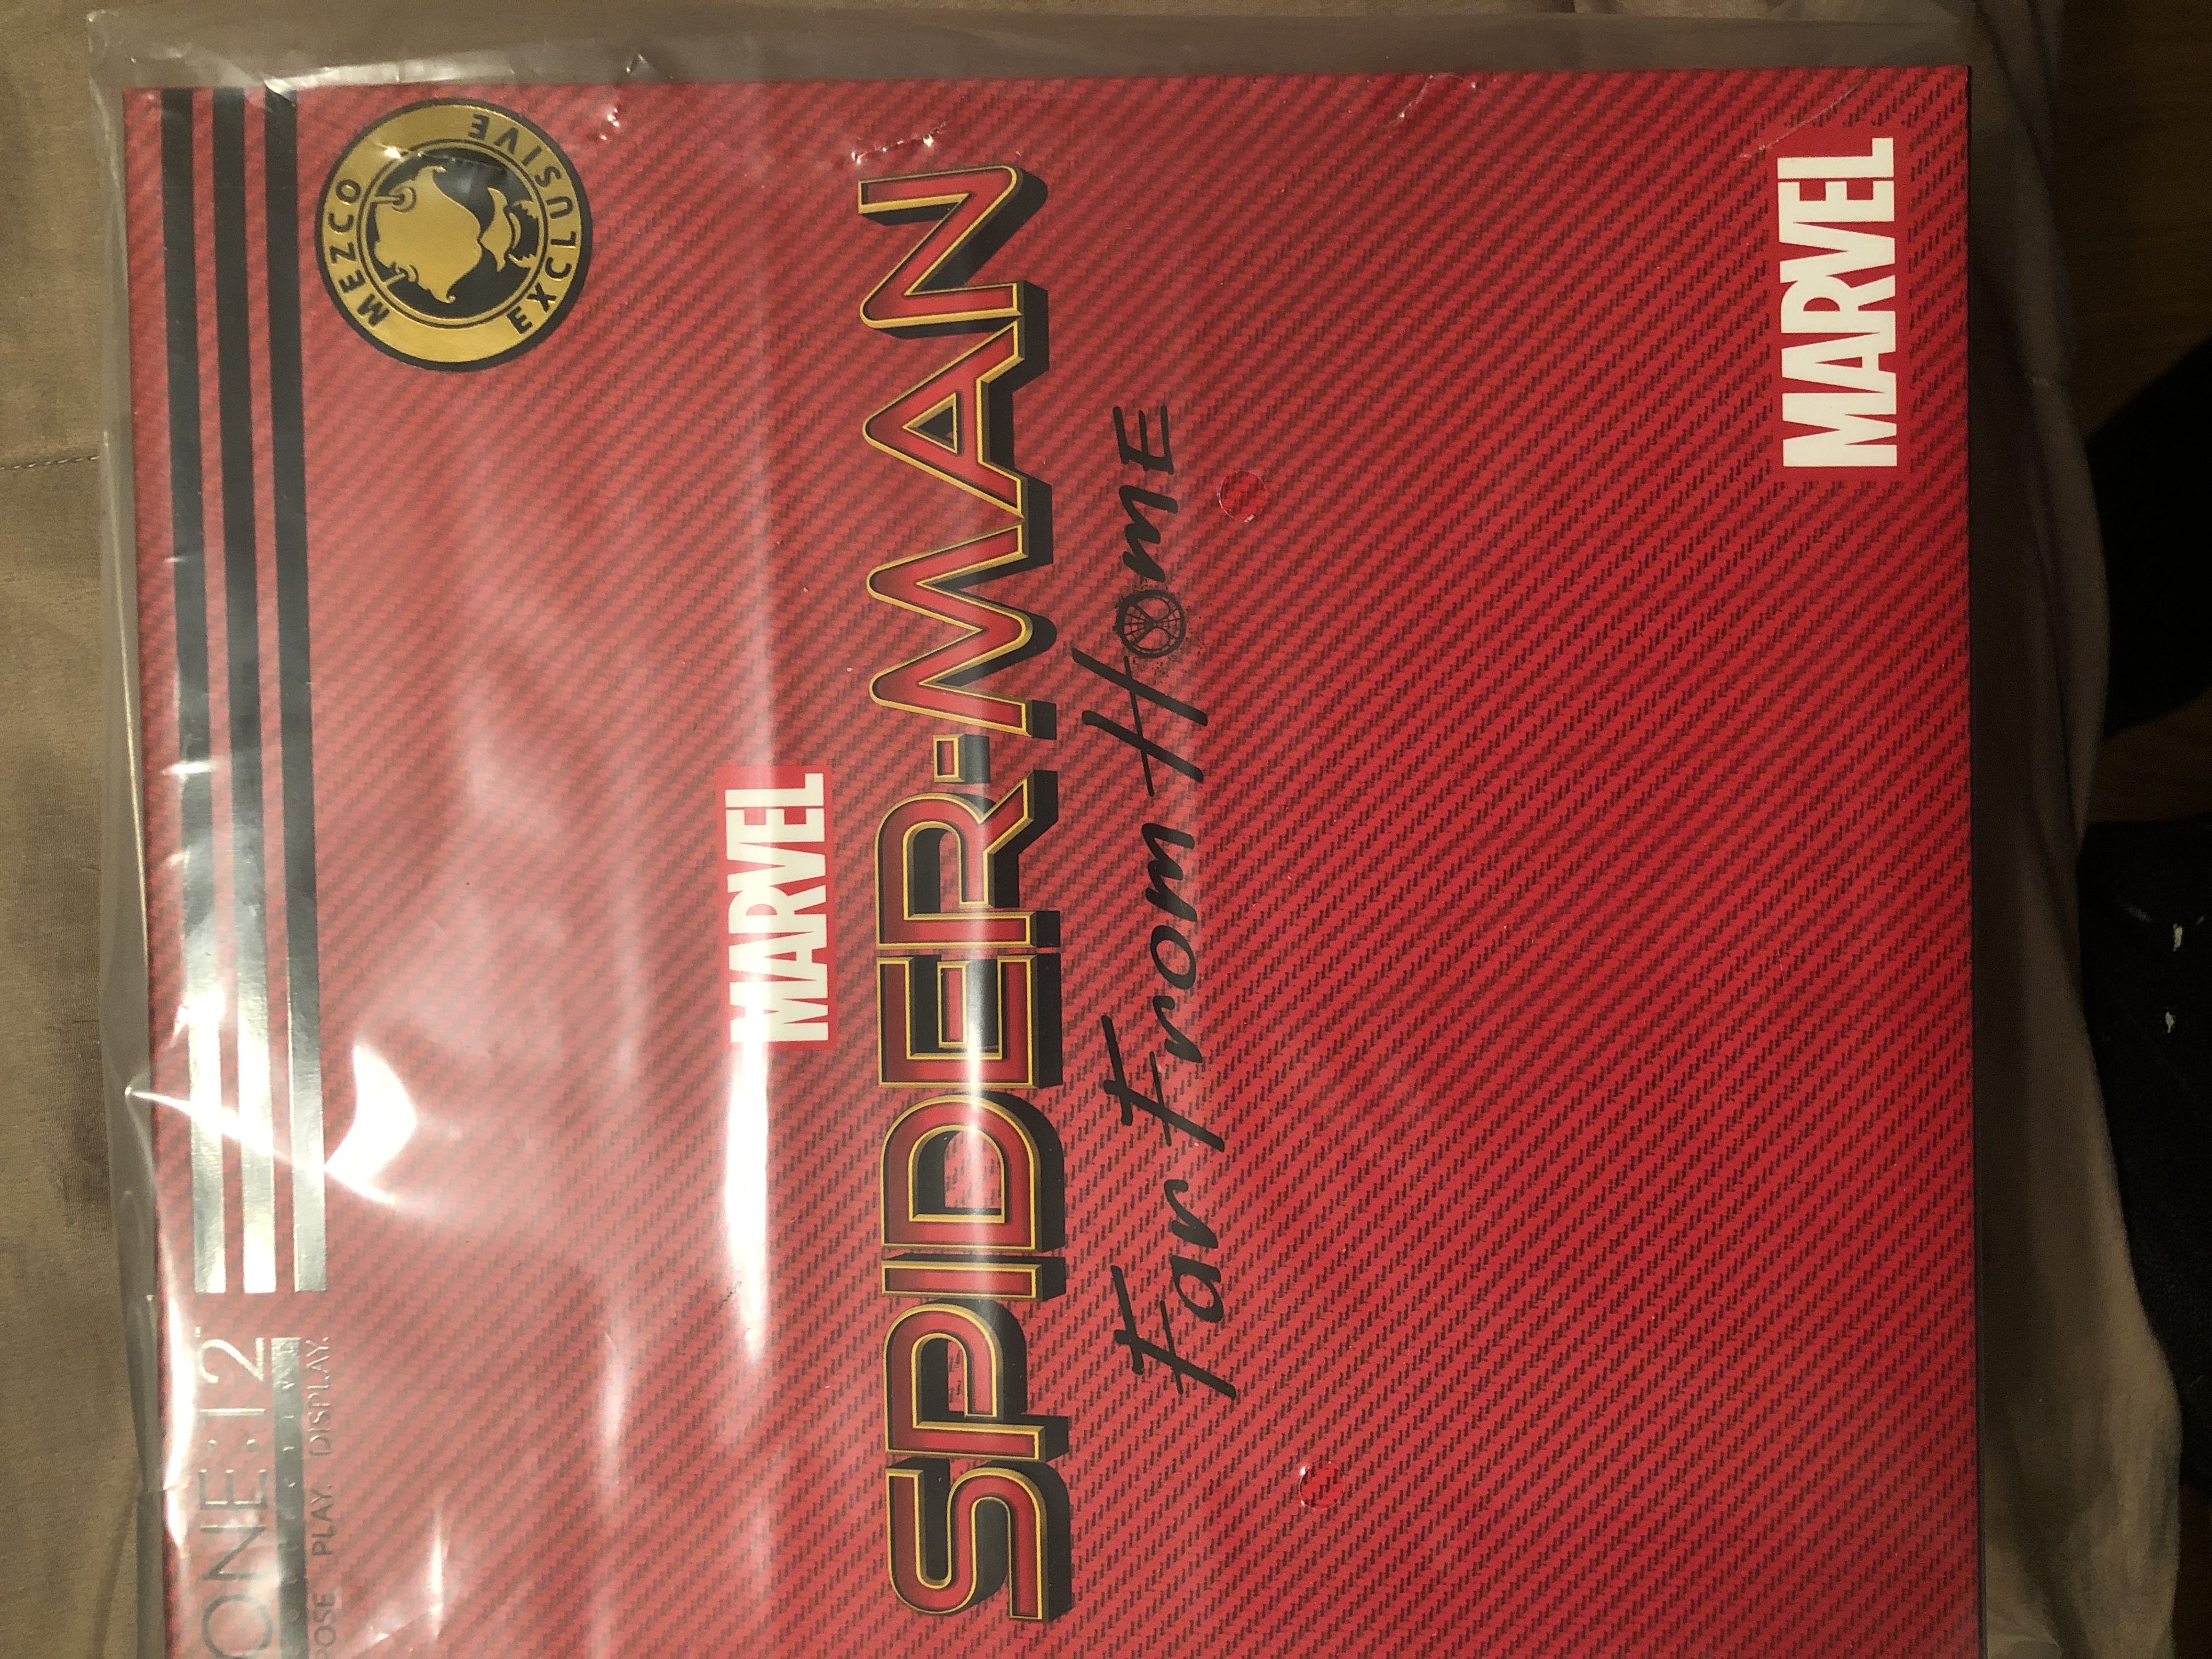 ONE:12
POSE. PLAY. DISPLAY.
MEZCO EXCLUSIVE
MARVEL
SPIDER-MAN
Far From Home
MARVEL